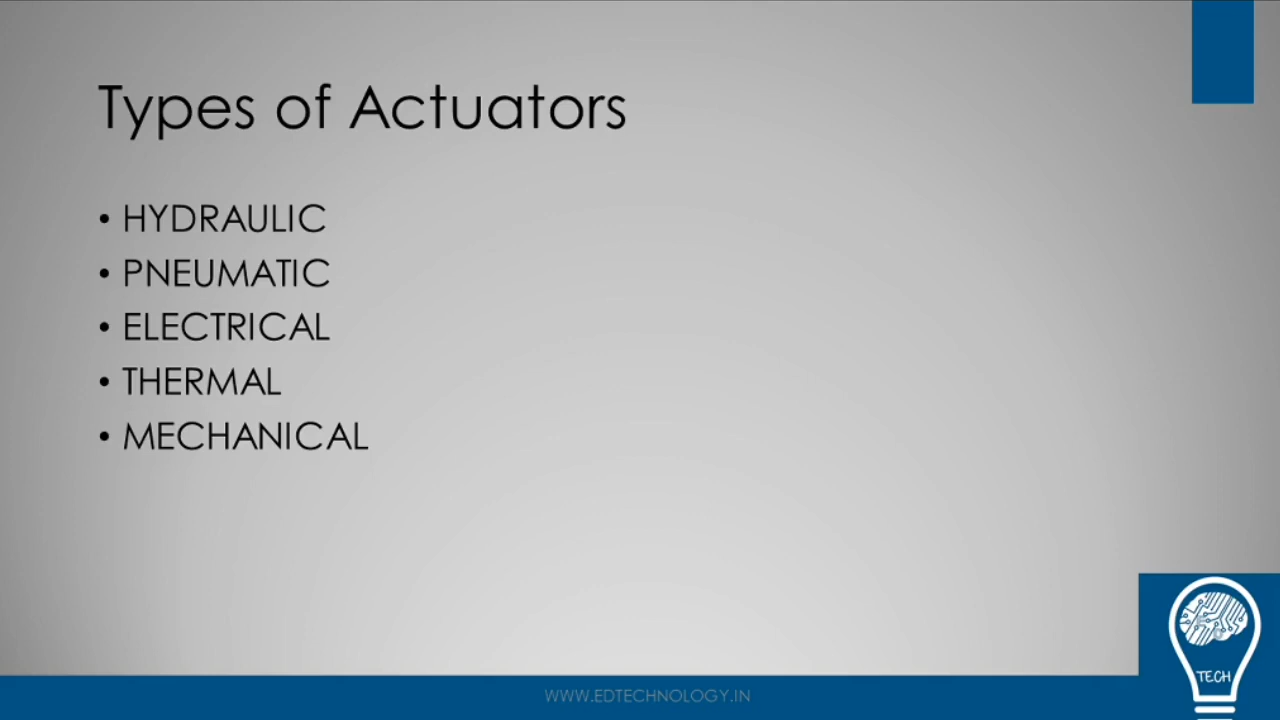 Types of Actuators
• HYDRAULIC
• PNEUMATIC
• ELECTRICAL
• THERMAL
• MECHANICAL
TECH
WWW.EDTECHNOLOGY.IN